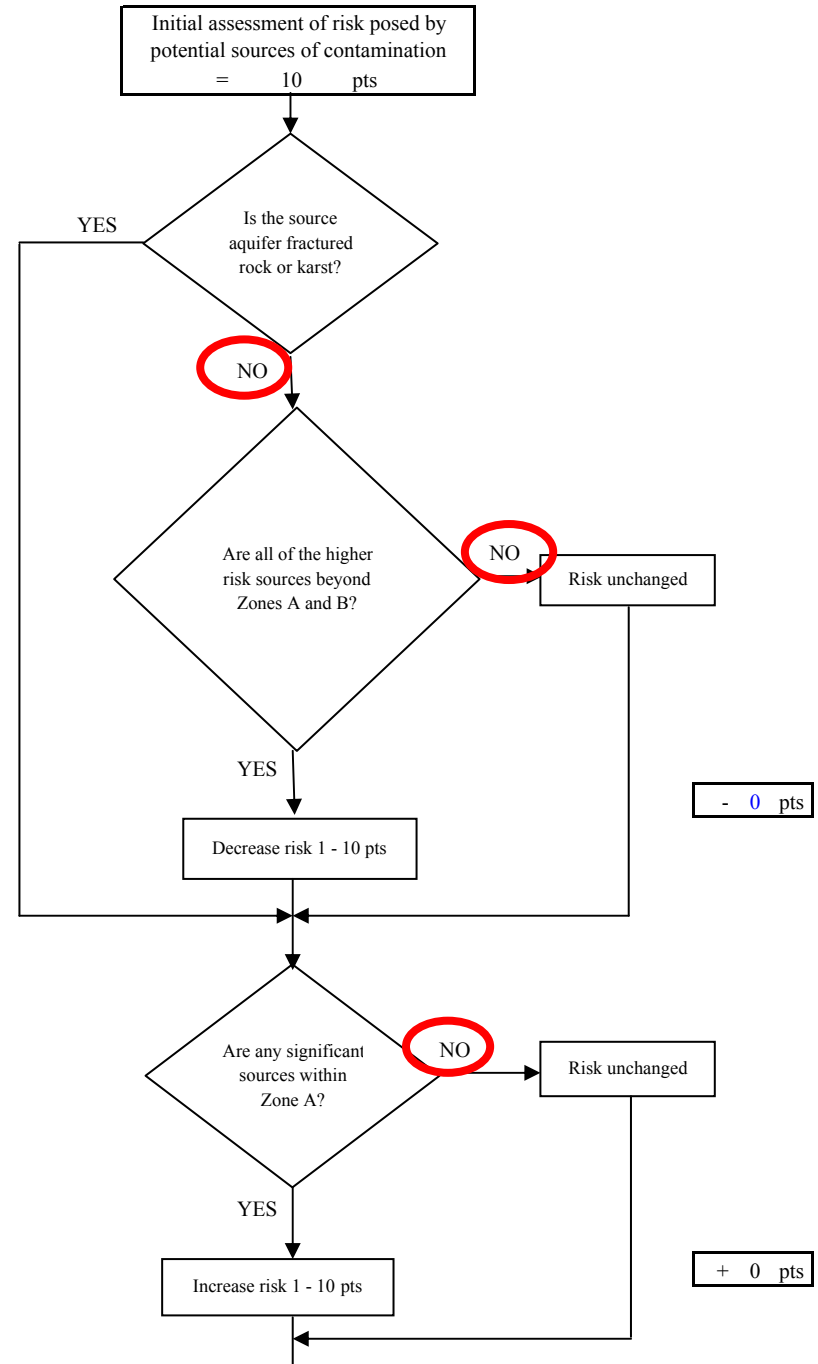 Initial assessment of risk posed by
potential sources of contamination
= 10 pts
YES
Is the source
aquifer fractured
rock or karst?
NO
Are all of the higher
risk sources beyond
Zones A and B?
NO
Risk unchanged
YES
- 0 pts
Decrease risk 1 - 10 pts
Are any significant
sources within
Zone A?
NO
Risk unchanged
YES
+ 0 pts
Increase risk 1 - 10 pts